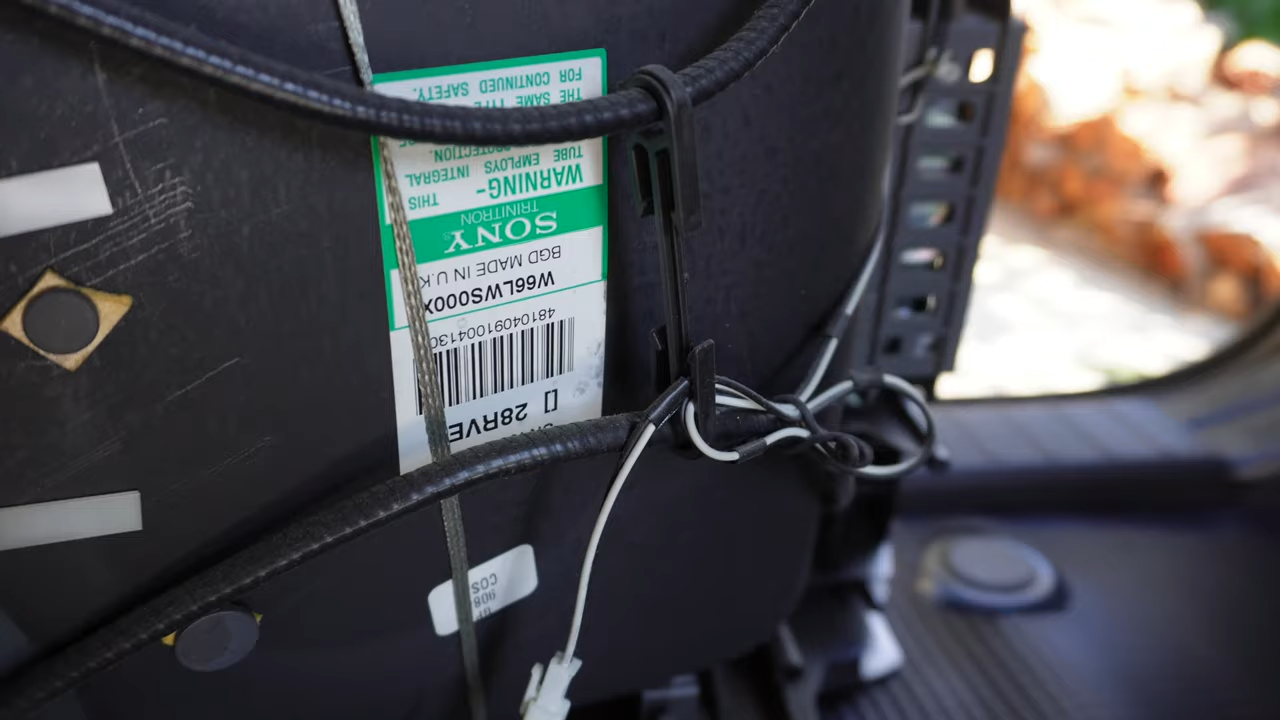 WARNING- THIS
TUBE EMPLOYS INTEGRAL
PROTECTION.
THE SAME TYPE
FOR CONTINUED SAFETY.
SONY
TRINITRON
BGD MADE IN U.K
W66LWS000X
48104091004130
[] 28RVE
908
COS